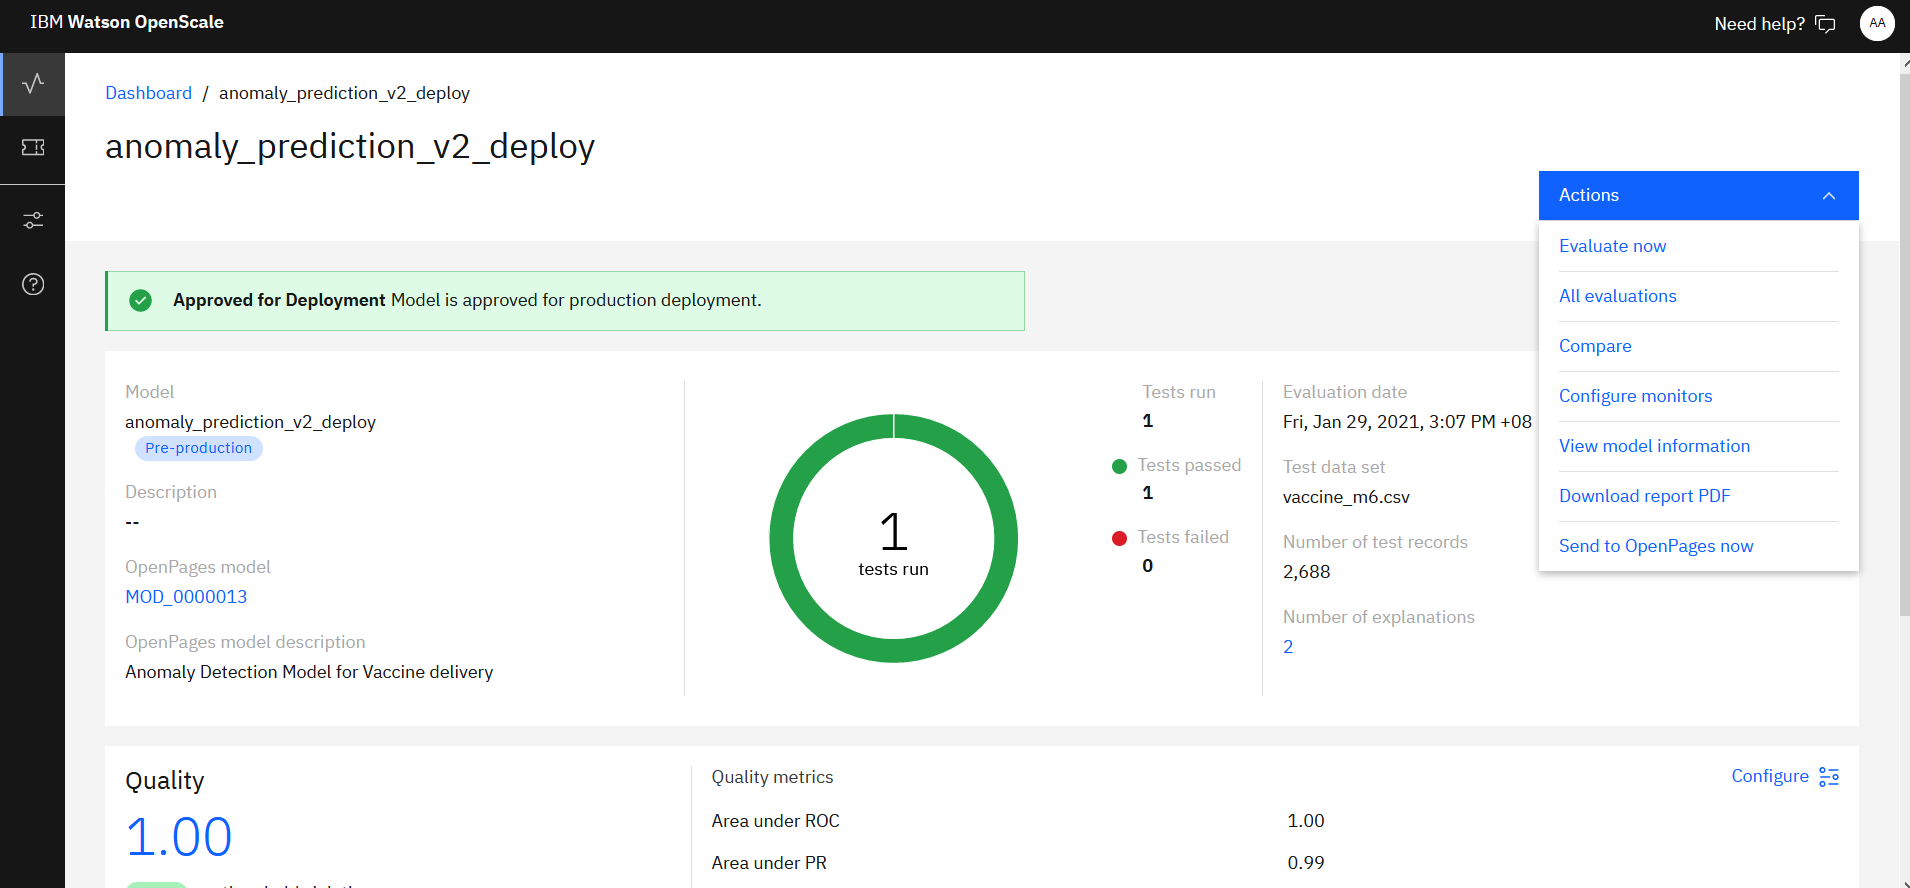 IBM Watson OpenScale
Need help?
AA
Dashboard / anomaly_prediction_v2_deploy
anomaly_prediction_v2_deploy
Actions
Evaluate now
All evaluations
Compare
Configure monitors
View model information
Download report PDF
Send to OpenPages now
Approved for Deployment Model is approved for production deployment.
Model
anomaly_prediction_v2_deploy
Pre-production
Description
--
OpenPages model
MOD_0000013
OpenPages model description
Anomaly Detection Model for Vaccine delivery
1
tests run
Tests run
1
Tests passed
1
Tests failed
0
Evaluation date
Fri, Jan 29, 2021, 3:07 PM +08
Test data set
vaccine_m6.csv
Number of test records
2,688
Number of explanations
2
Quality
1.00
Quality metrics
Configure
Area under ROC 1.00
Area under PR 0.99